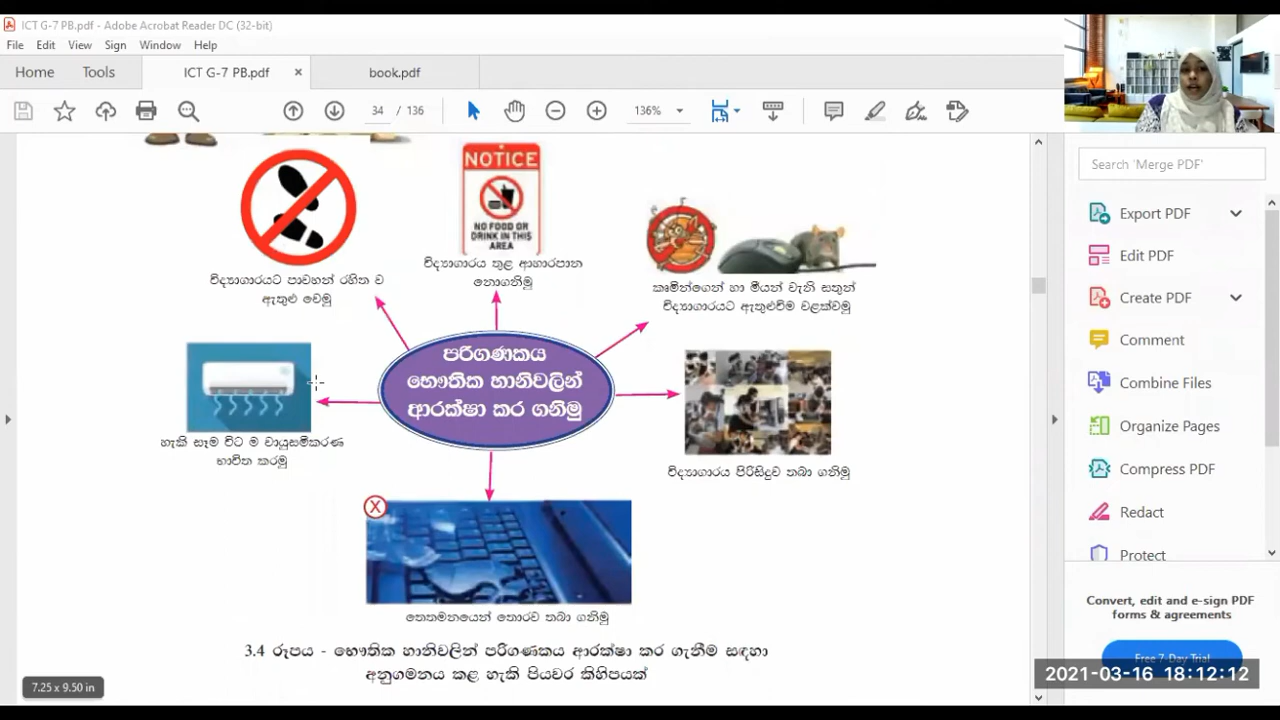 ICT G-7 PB.pdf - Adobe Acrobat Reader DC (32-bit)
File Edit View Sign Window Help
Home Tools ICT G-7 PB.pdf × book.pdf
34 / 136 136%
Search 'Merge PDF'
Export PDF
Edit PDF
Create PDF
Comment
Combine Files
Organize Pages
Compress PDF
Redact
Protect
Convert, edit and e-sign PDF
forms & agreements
Free 7-Day Trial
NOTICE
NO FOOD OR
DRINK IN THIS
AREA
විද්‍යාගාරයට පාවහන් රහිත ව
ඇතුළු වෙමු
විද්‍යාගාරය තුළ ආහාරපාන
නොගනිමු
කෘමීන්ගෙන් හා මීයන් වැනි සතුන්
විද්‍යාගාරයට ඇතුළුවීම වළක්වමු
පරිගණකය
භෞතික හානිවලින්
ආරක්ෂා කර ගනිමු
හැකි සෑම විට ම වායුසමීකරණ
භාවිත කරමු
විද්‍යාගාරය පිරිසිදුව තබා ගනිමු
X
තෙතමනයෙන් තොරව තබා ගනිමු
3.4 රූපය - භෞතික හානිවලින් පරිගණකය ආරක්ෂා කර ගැනීම සඳහා
අනුගමනය කළ හැකි පියවර කිහිපයක්
7.25 x 9.50 in
2021-03-16 18:12:12